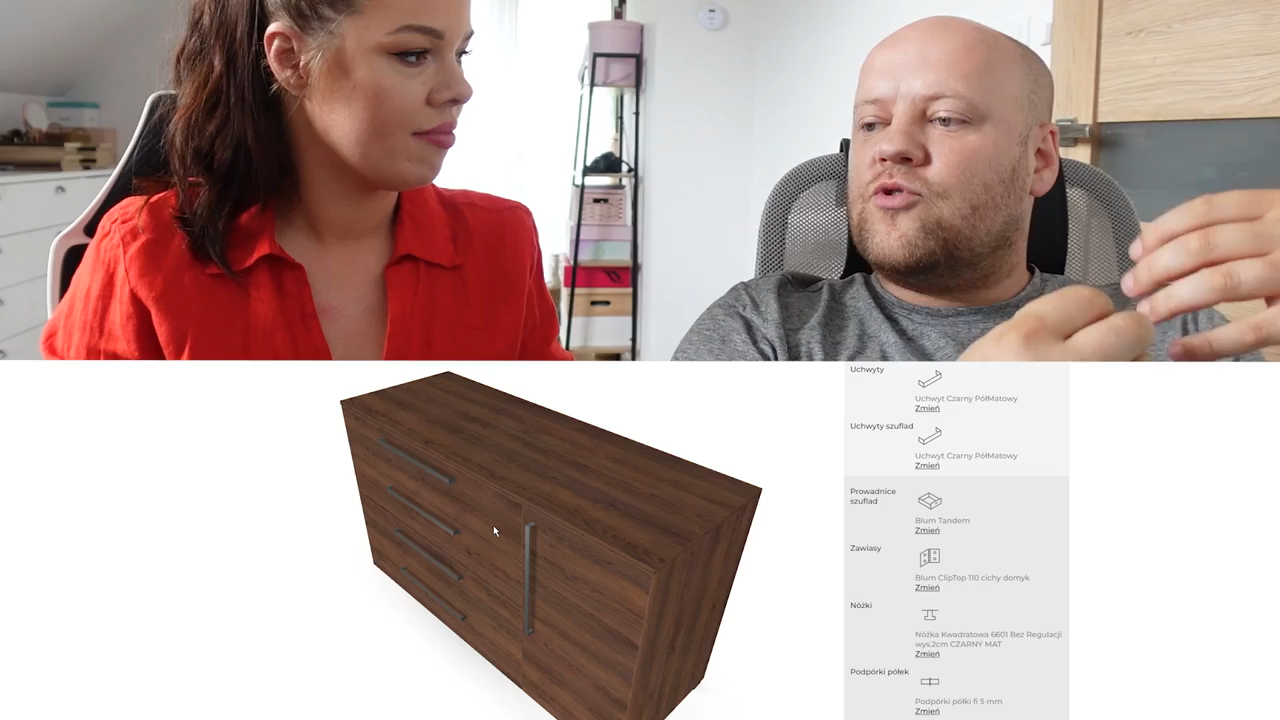 Uchwyty
Uchwyt Czarny PółMatowy
Zmień
Uchwyty szuflad
Uchwyt Czarny PółMatowy
Zmień
Prowadnice
szuflad
Blum Tandem
Zmień
Zawiasy
Blum ClipTop 110 cichy domyk
Zmień
Nóżki
Nóżka Kwadratowa 6601 Bez Regulacji
wys.2cm CZARNY MAT
Zmień
Podpórki półek
Podpórki półki fi 5 mm
Zmień